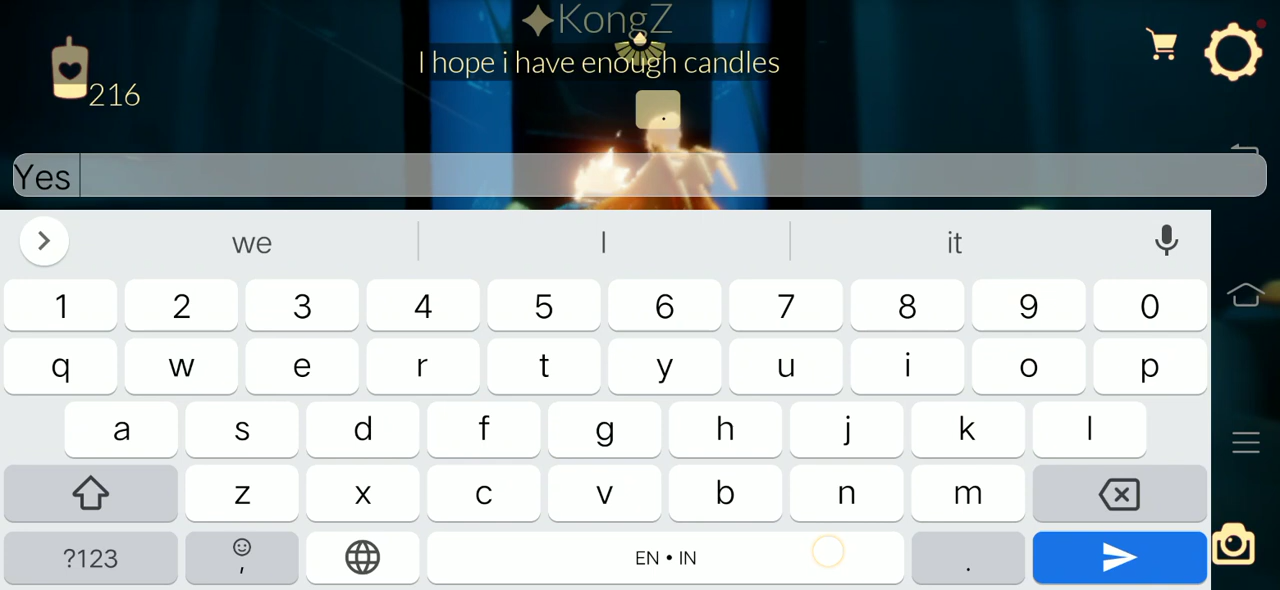 KongZ
I hope i have enough candles
216
Yes
we I it
1 2 3 4 5 6 7 8 9 0
q w e r t y u i o p
a s d f g h j k l
z x c v b n m
?123 , EN • IN .